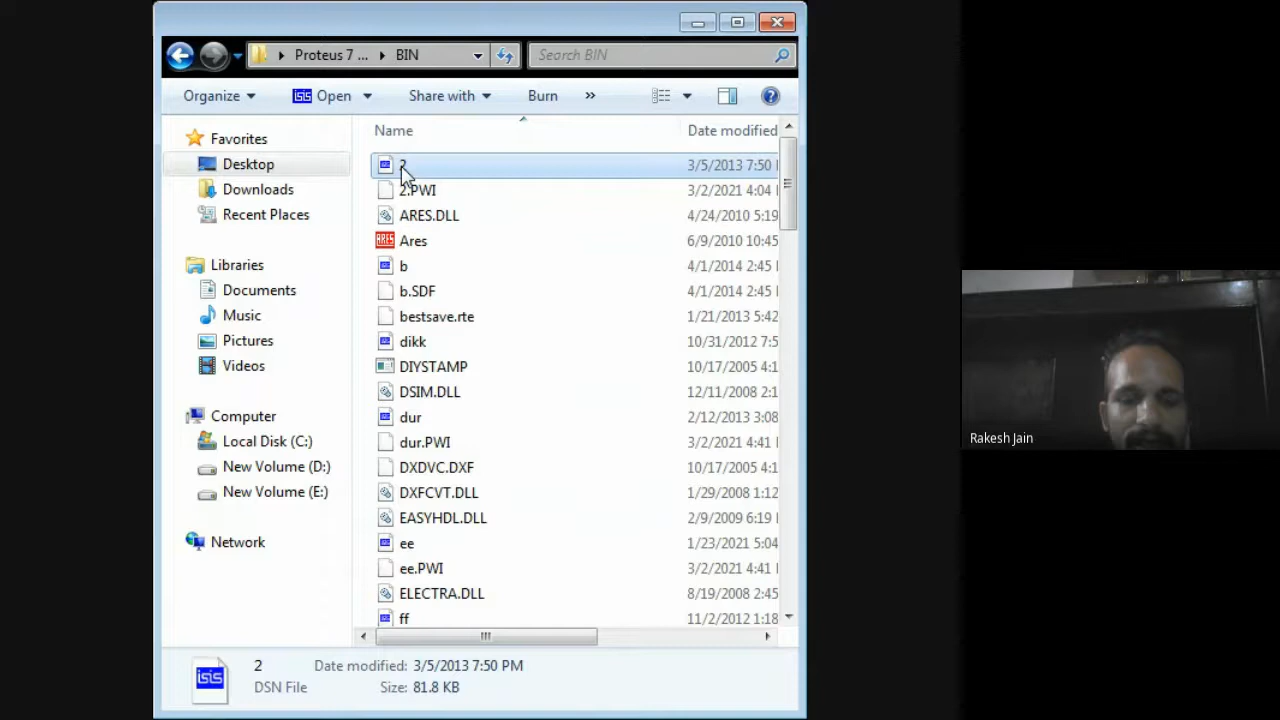 Proteus 7 ... BIN
Search BIN
Organize isis Open Share with Burn »
Name Date modified
Favorites
Desktop
Downloads
Recent Places
Libraries
Documents
Music
Pictures
Videos
Computer
Local Disk (C:)
New Volume (D:)
New Volume (E:)
Network
2 3/5/2013 7:50
2.PWI 3/2/2021 4:04
ARES.DLL 4/24/2010 5:19
ARES Ares 6/9/2010 10:45
b 4/1/2014 2:45
b.SDF 4/1/2014 2:45
bestsave.rte 1/21/2013 5:42
dikk 10/31/2012 7:5
DIYSTAMP 10/17/2005 4:1
DSIM.DLL 12/11/2008 2:1
dur 2/12/2013 3:08
dur.PWI 3/2/2021 4:41
DXDVC.DXF 10/17/2005 4:1
DXFCVT.DLL 1/29/2008 1:12
EASYHDL.DLL 2/9/2009 6:19
ee 1/23/2021 5:04
ee.PWI 3/2/2021 4:41
ELECTRA.DLL 8/19/2008 2:45
ff 11/2/2012 1:18
isis
2 Date modified: 3/5/2013 7:50 PM
DSN File Size: 81.8 KB
Rakesh Jain